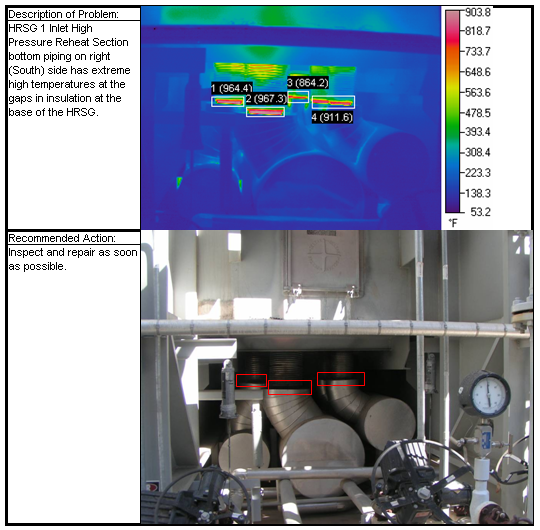 Description of Problem:
HRSG 1 Inlet High
Pressure Reheat Section
bottom piping on right
(South) side has extreme
high temperatures at the
gaps in insulation at the
base of the HRSG.
1 (964.4)
2 (967.3)
3 (864.2)
4 (911.6)
903.8
818.7
733.7
648.6
563.6
478.5
393.4
308.4
223.3
138.3
53.2
°F
Recommended Action:
Inspect and repair as soon
as possible.